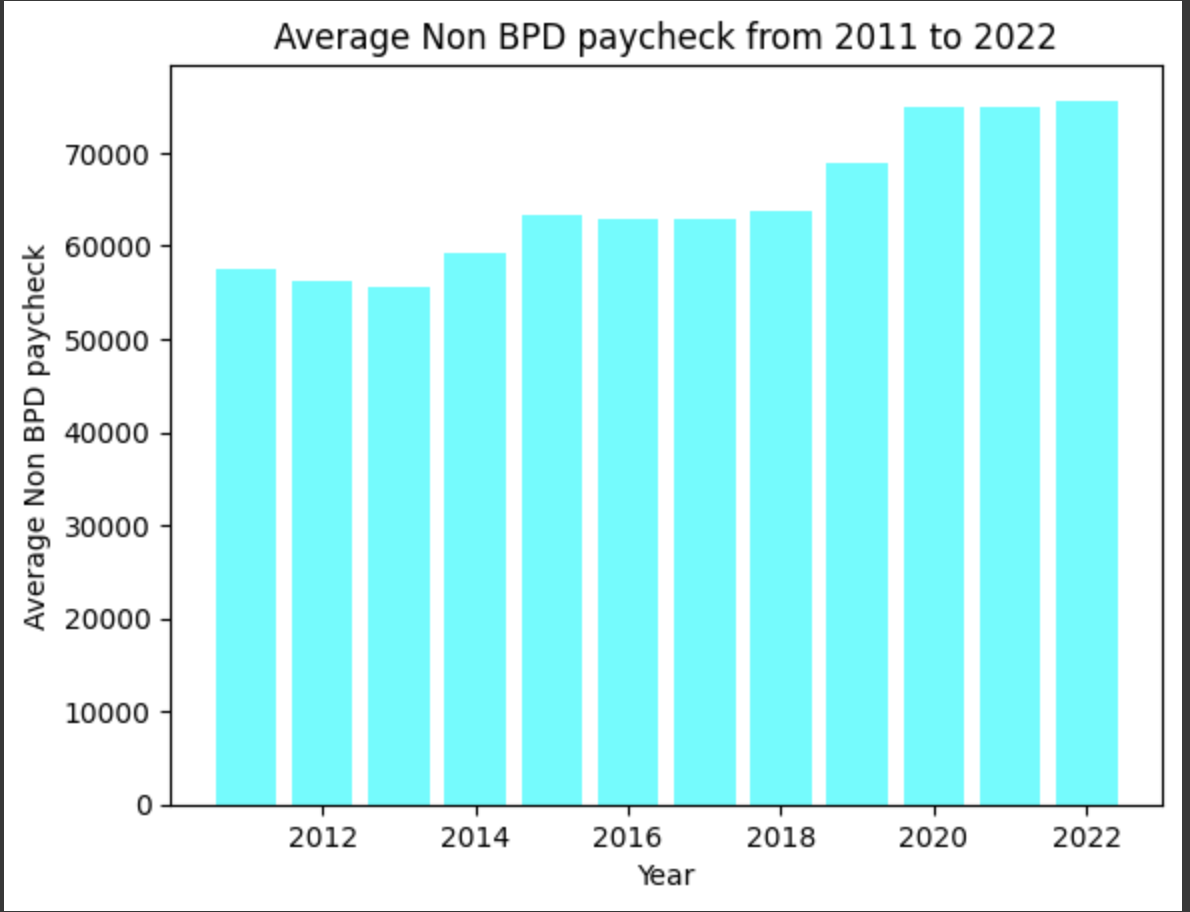 Average Non BPD paycheck from 2011 to 2022
Average Non BPD paycheck
70000
60000
50000
40000
30000
20000
10000
0
2012 2014 2016 2018 2020 2022
Year